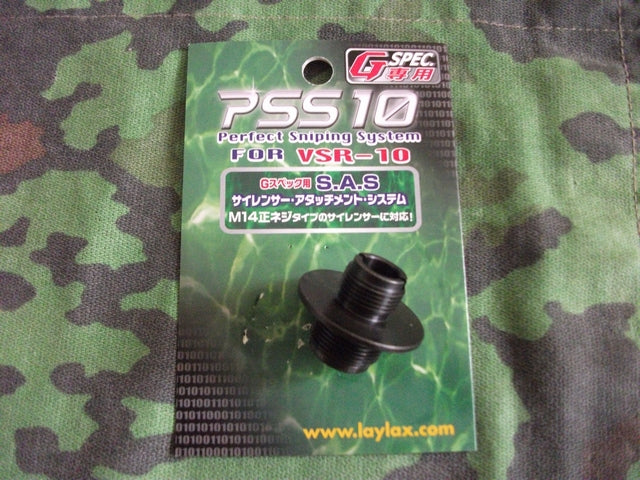 G SPEC.
専用
PSS10
Perfect Sniping System
FOR VSR-10
Gスペック用 S.A.S
サイレンサー・アタッチメント・システム
M14正ネジタイプのサイレンサーに対応!
www.laylax.com